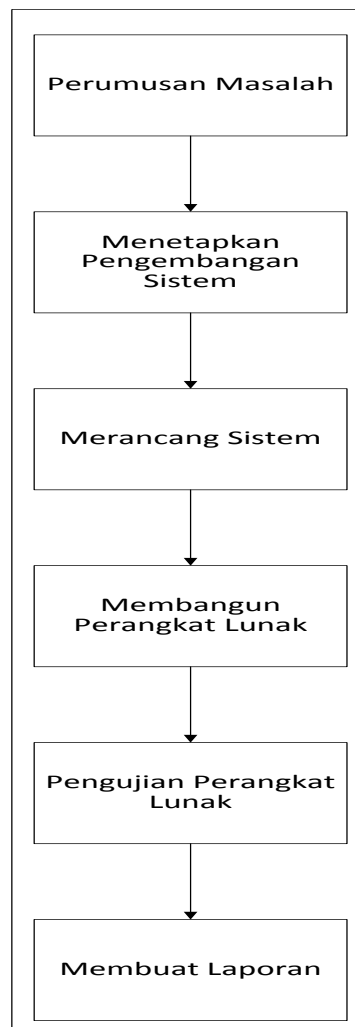 Perumusan Masalah
Menetapkan
Pengembangan
Sistem
Merancang Sistem
Membangun
Perangkat Lunak
Pengujian Perangkat
Lunak
Membuat Laporan